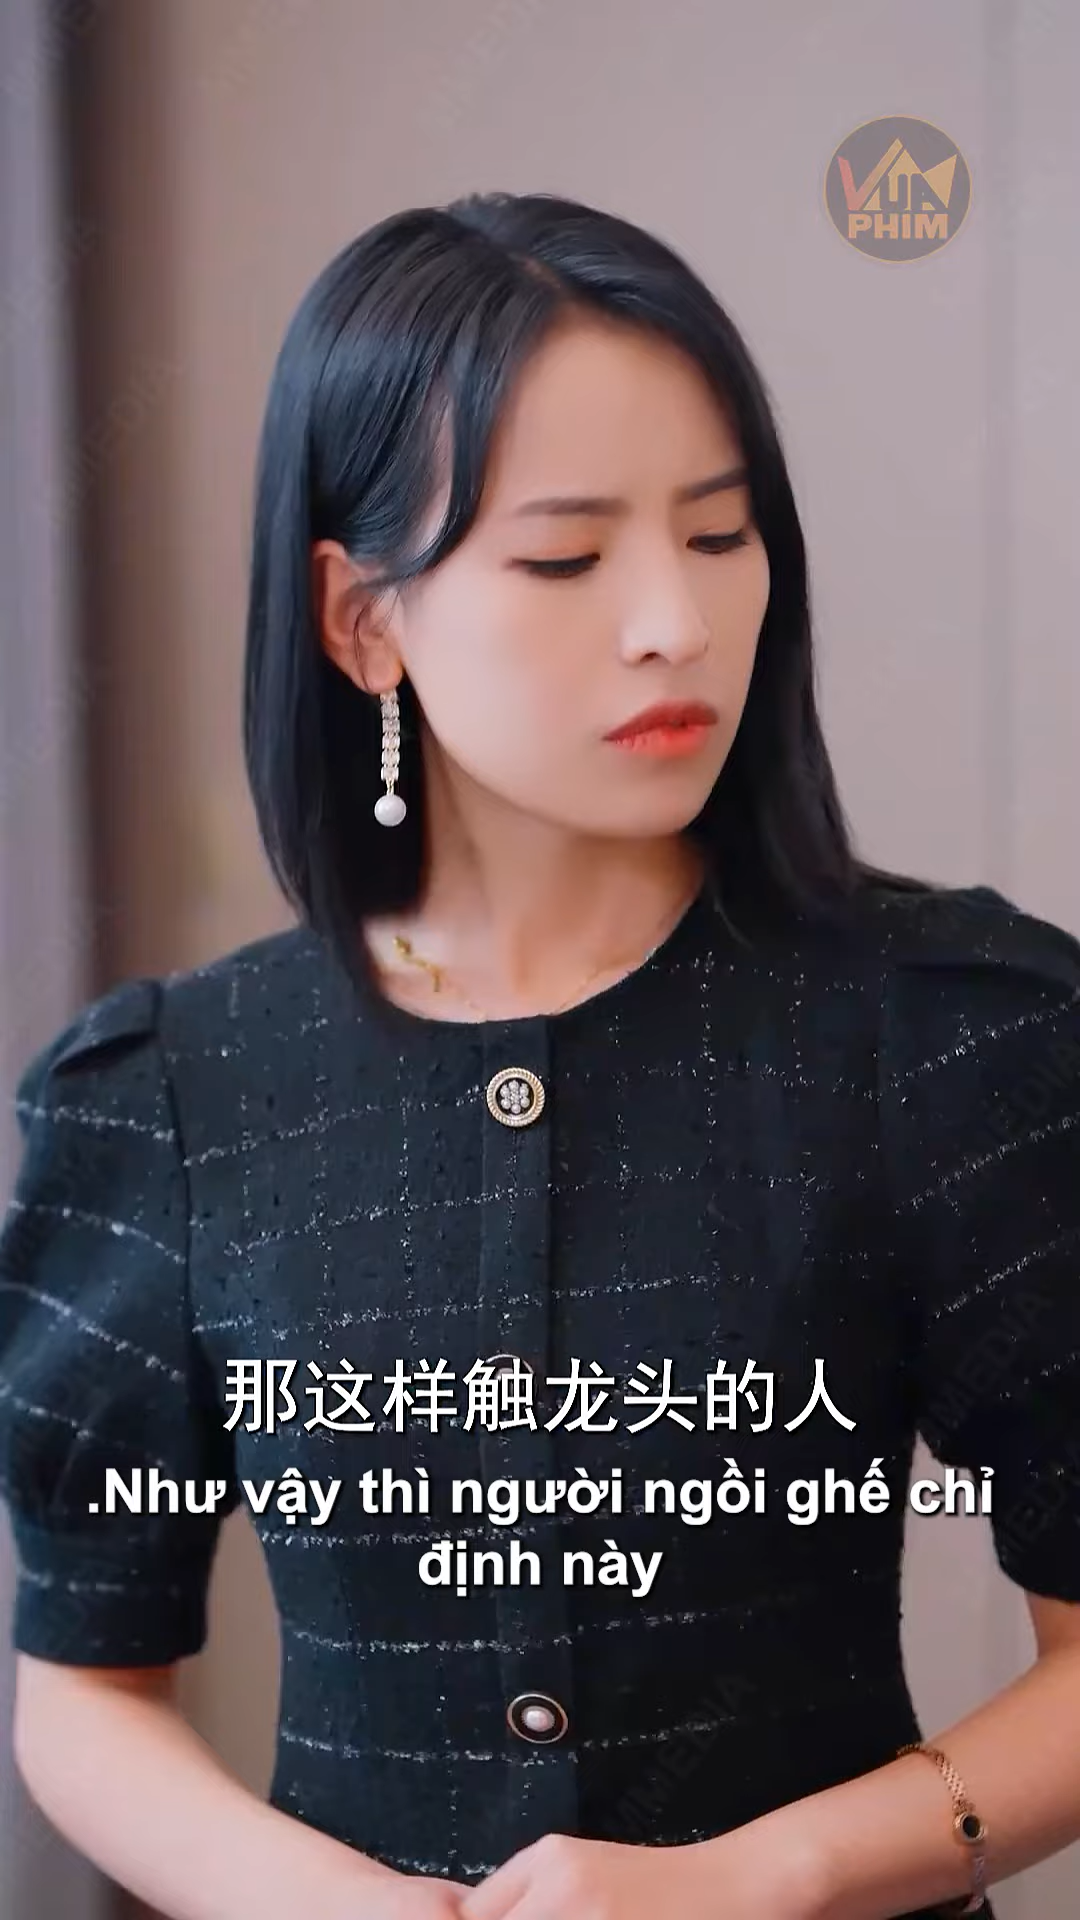 VUA
PHIM
那这样触龙头的人
.Như vậy thì người ngồi ghế chỉ
định này
MMEDIA